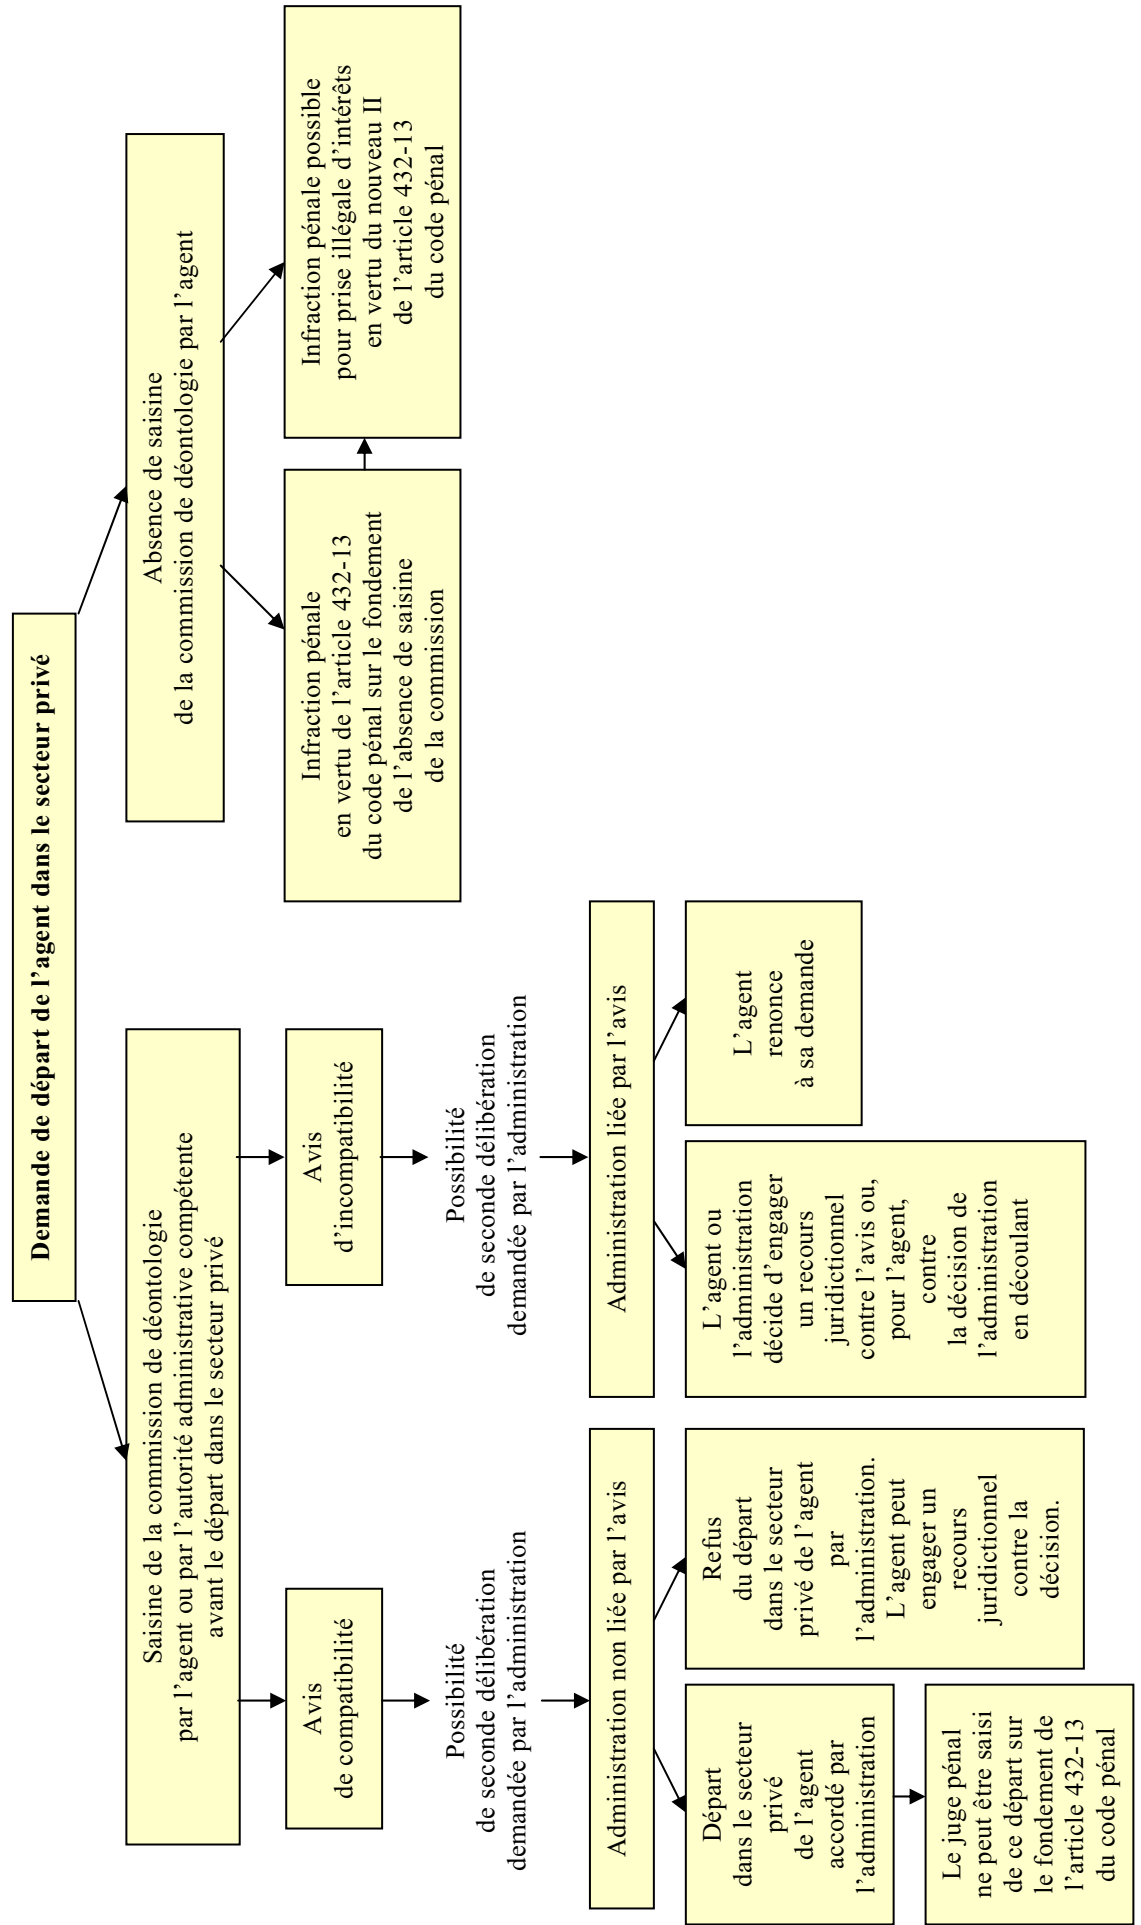 Demande de départ de l’agent dans le secteur privé
Saisine de la commission de déontologie
par l’agent ou par l’autorité administrative compétente
avant le départ dans le secteur privé
Absence de saisine
de la commission de déontologie par l’agent
Avis
de compatibilité
Avis
d’incompatibilité
Infraction pénale
en vertu de l’article 432-13
du code pénal sur le fondement
de l’absence de saisine
de la commission
Infraction pénale possible
pour prise illégale d’intérêts
en vertu du nouveau II
de l’article 432-13
du code pénal
Possibilité
de seconde délibération
demandée par l’administration
Possibilité
de seconde délibération
demandée par l’administration
Administration non liée par l’avis
Administration liée par l’avis
Départ
dans le secteur
privé
de l’agent
accordé par
l’administration
Refus
du départ
dans le secteur
privé de l’agent
par
l’administration.
L’agent peut
engager un
recours
juridictionnel
contre la
décision.
L’agent ou
l’administration
décide d’engager
un recours
juridictionnel
contre l’avis ou,
pour l’agent,
contre
la décision de
l’administration
en découlant
L’agent
renonce
à sa demande
Le juge pénal
ne peut être saisi
de ce départ sur
le fondement de
l’article 432-13
du code pénal